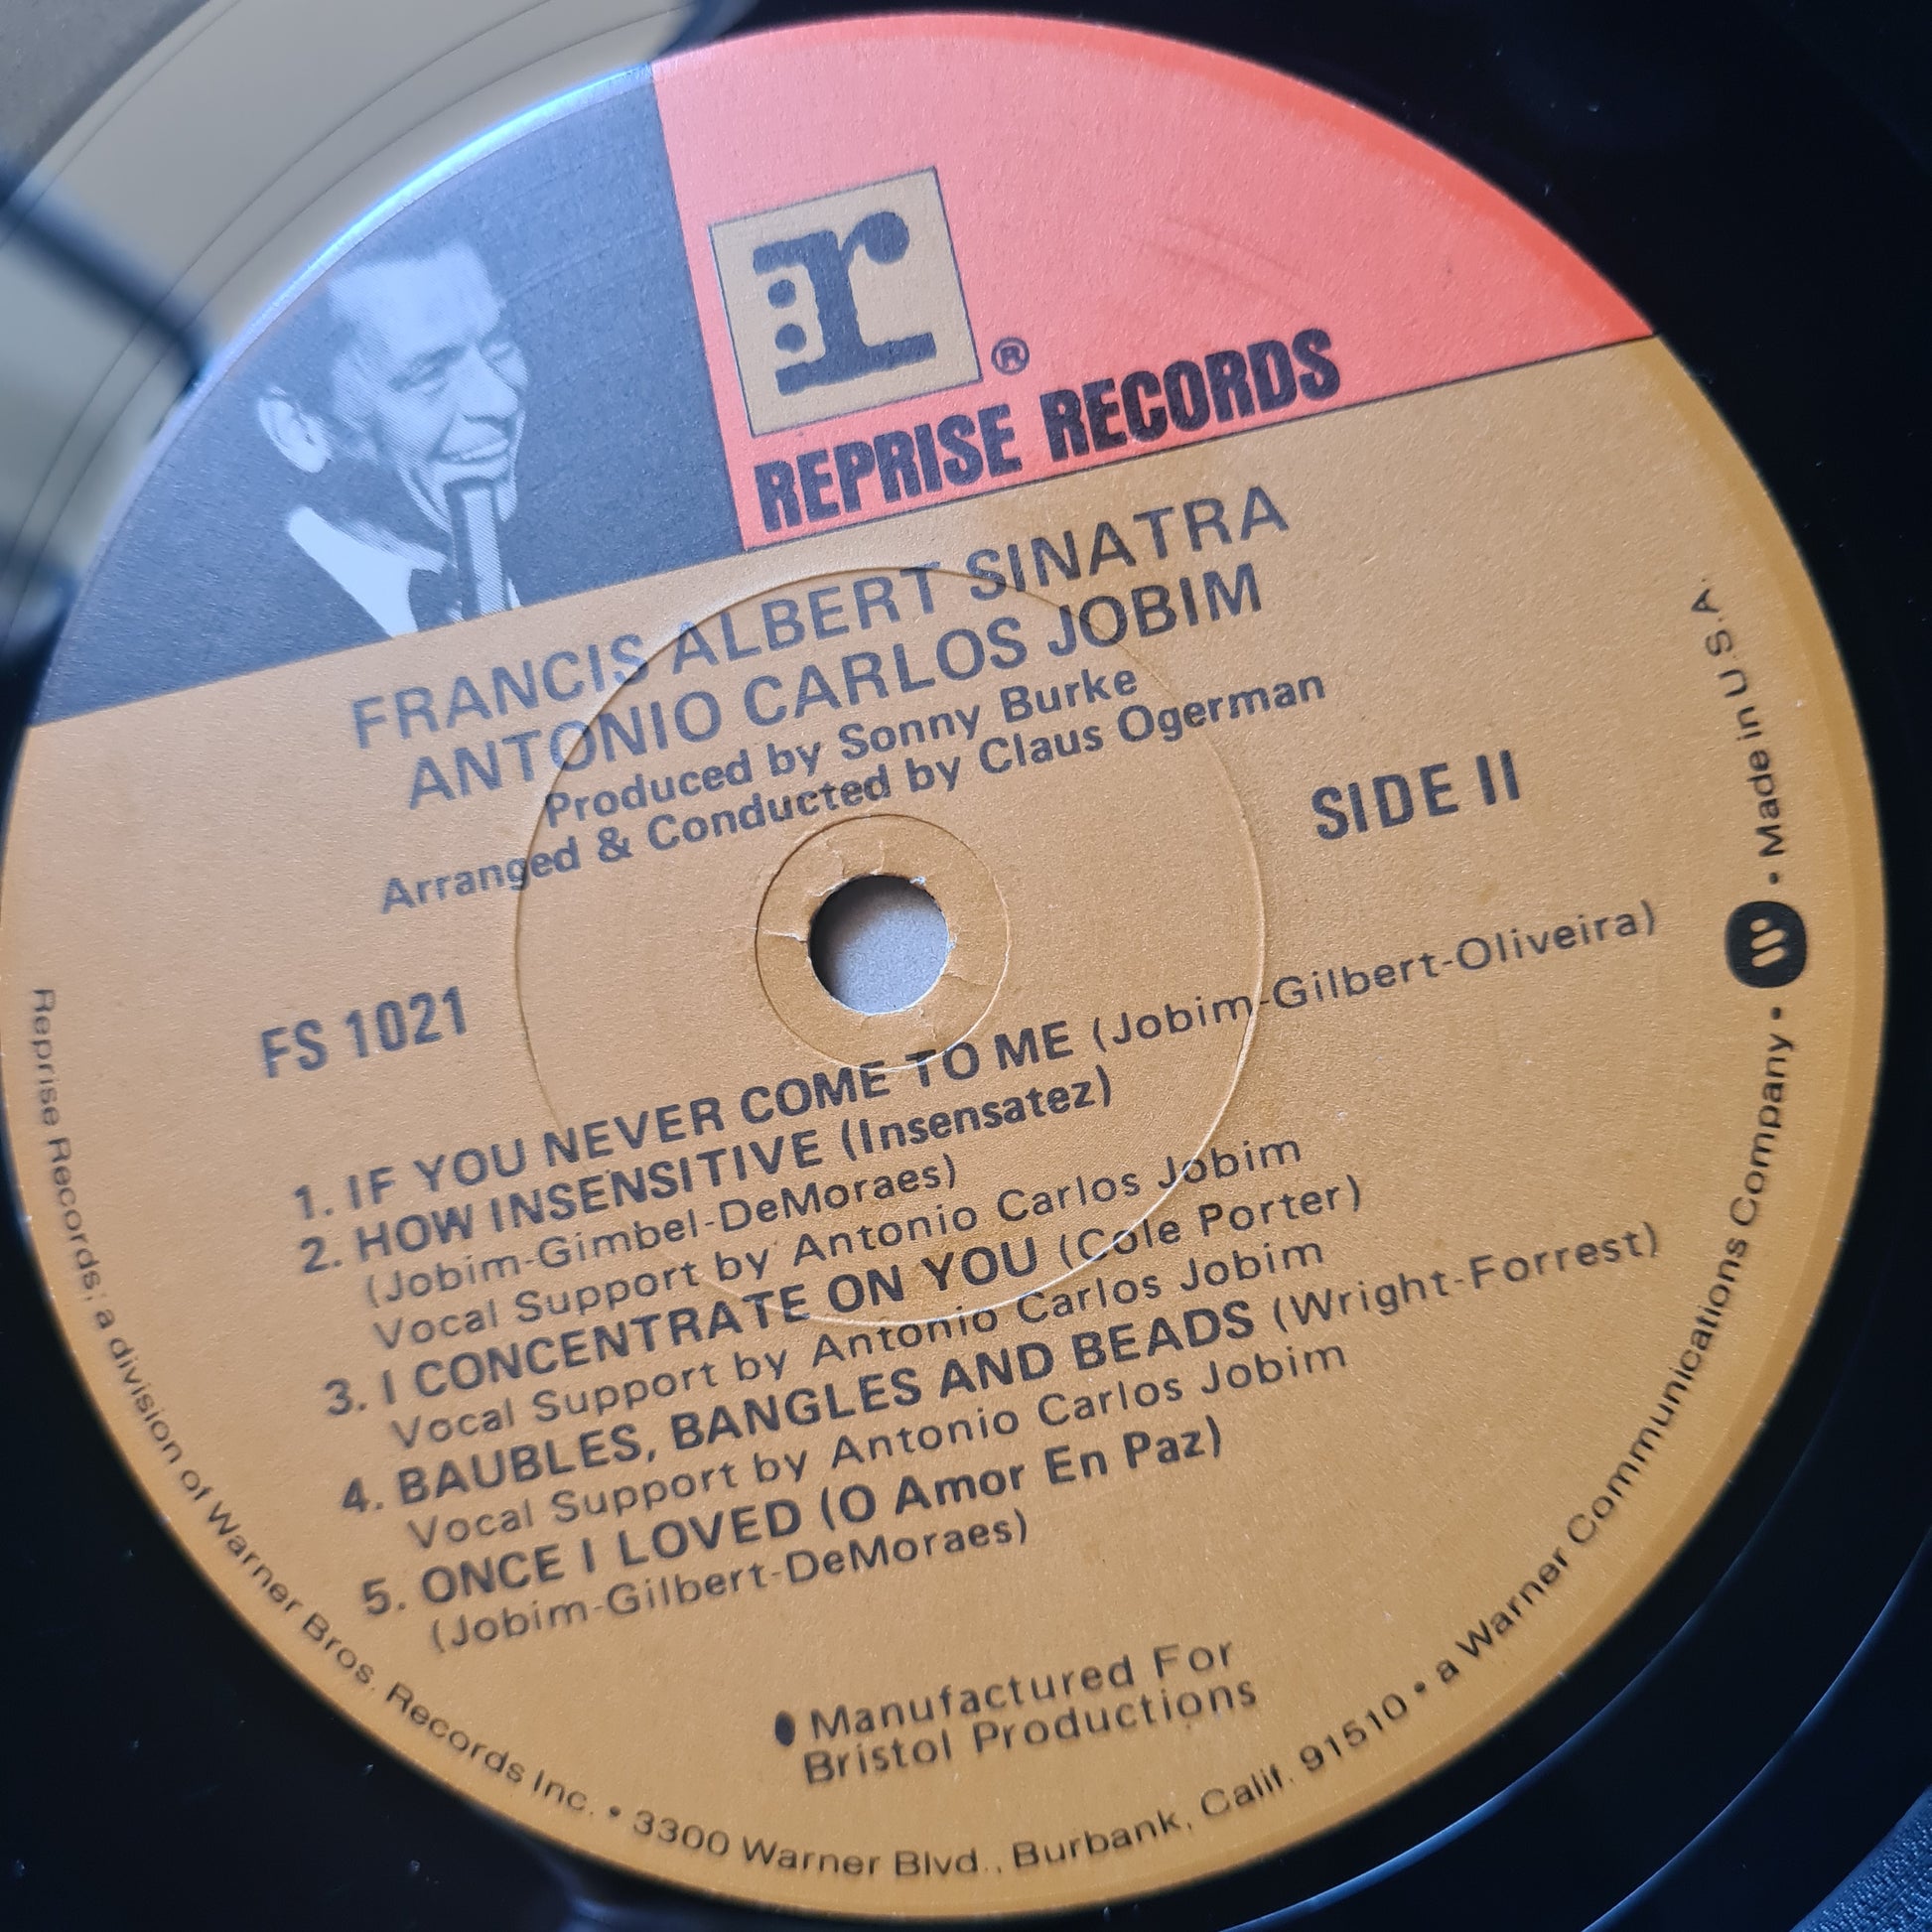 r
®
REPRISE RECORDS
FRANCIS ALBERT SINATRA
ANTONIO CARLOS JOBIM
Produced by Sonny Burke
Arranged & Conducted by Claus Ogerman
SIDE II
FS 1021
1. IF YOU NEVER COME TO ME (Jobim-Gilbert-Oliveira)
2. HOW INSENSITIVE (Insensatez)
(Jobim-Gimbel-DeMoraes)
Vocal Support by Antonio Carlos Jobim
3. I CONCENTRATE ON YOU (Cole Porter)
Vocal Support by Antonio Carlos Jobim
4. BAUBLES, BANGLES AND BEADS (Wright-Forrest)
Vocal Support by Antonio Carlos Jobim
5. ONCE I LOVED (O Amor En Paz)
(Jobim-Gilbert-DeMoraes)
Manufactured For
Bristol Productions
Reprise Records; a division of Warner Bros. Records Inc. • 3300 Warner Blvd., Burbank, Calif. 91510 • a Warner Communications Company • W • Made in U.S.A.